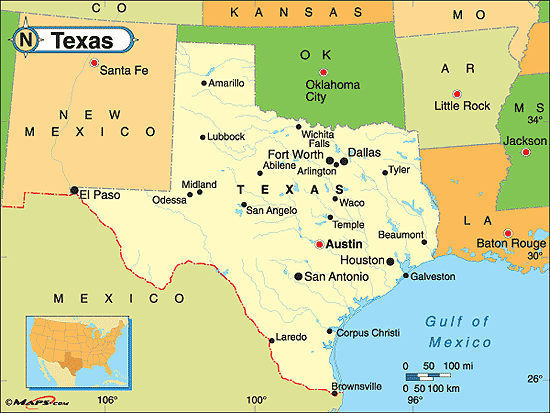 CO
KANSAS
MO
N
Texas
Santa Fe
OK
Oklahoma
City
AR
Little Rock
Amarillo
NEW
MEXICO
MS
34°
Lubbock
Wichita
Falls
Jackson
Fort Worth
Dallas
Abilene
Arlington
Tyler
El Paso
Midland
TEXAS
Odessa
San Angelo
Waco
Temple
LA
Austin
Beaumont
Baton Rouge
Houston
30°
San Antonio
Galveston
MEXICO
Gulf of
Mexico
Laredo
Corpus Christi
0 50 100 mi
0 50 100 km
26°
Brownsville
MAPS.COM
106°
100°
96°